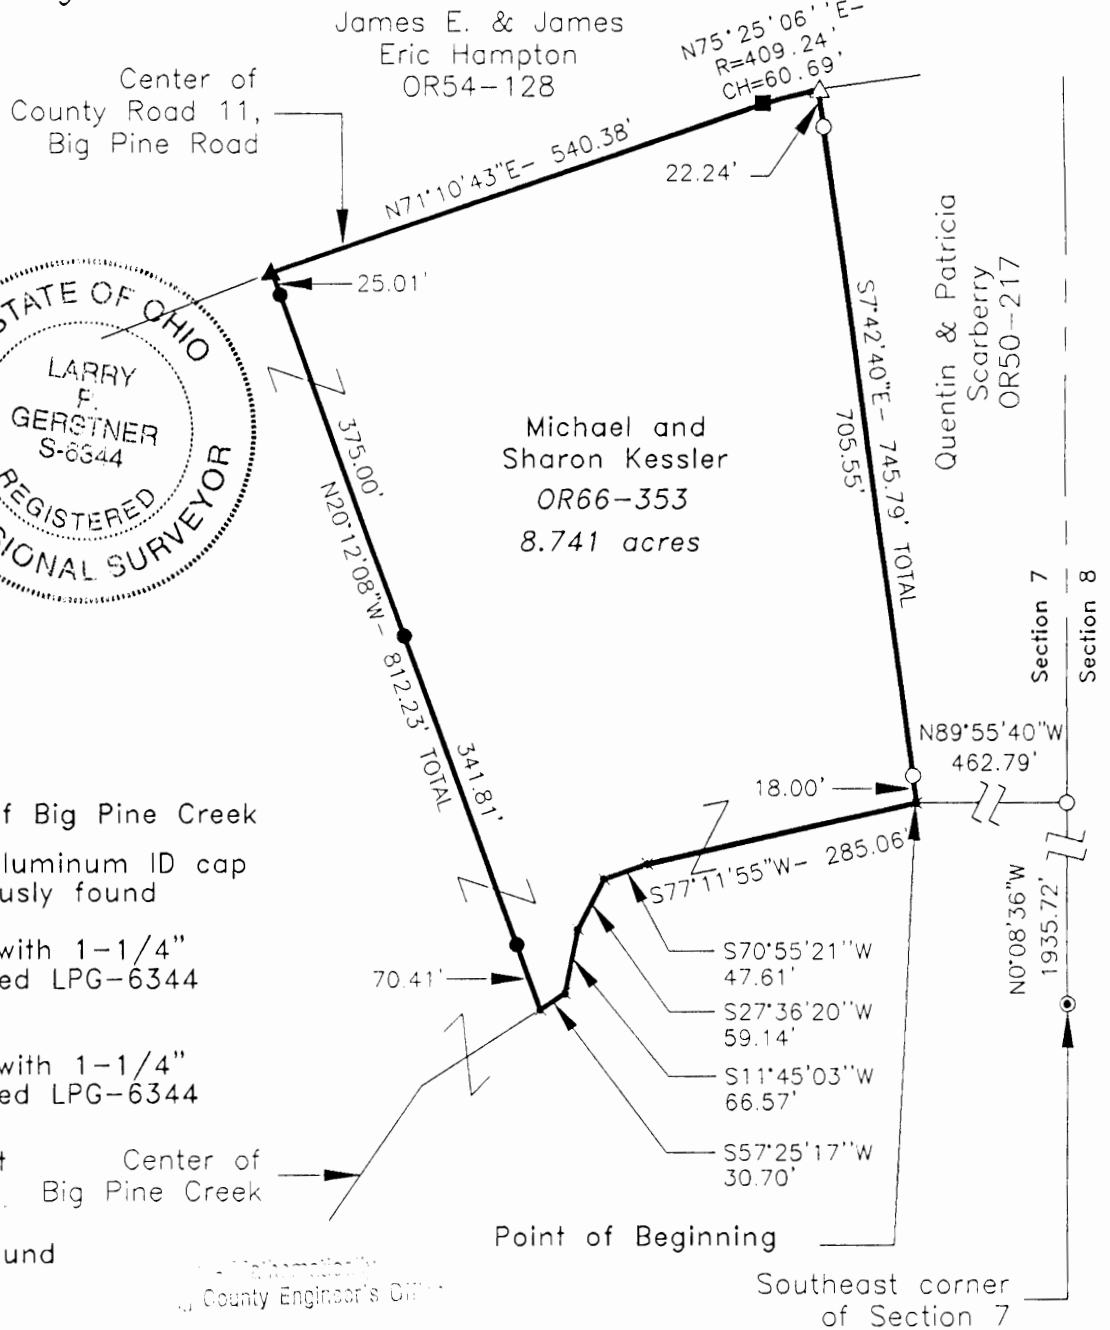 James E. & James
Eric Hampton
OR54-128
N75°25'06''E-
R=409.24'
CH=60.69'
Center of
County Road 11,
Big Pine Road
N71°10'43"E- 540.38'
22.24'
25.01'
STATE OF OHIO
LARRY
P.
GERSTNER
S-6344
REGISTERED
SIONAL SURVEYOR
375.00'
N20°12'08"W- 812.23' TOTAL
341.81'
Michael and
Sharon Kessler
OR66-353
8.741 acres
S7°42'40"E- 745.79' TOTAL
705.55'
Quentin & Patricia
Scarberry
OR50-217
Section 7
Section 8
N89°55'40"W
462.79'
18.00'
S77°11'55"W- 285.06'
N0°08'36"W
1935.72'
f Big Pine Creek
luminum ID cap
usly found
with 1-1/4"
ed LPG-6344
with 1-1/4"
ed LPG-6344
70.41'
S70°55'21''W
47.61'
S27°36'20''W
59.14'
S11°45'03''W
66.57'
S57°25'17''W
30.70'
t
Center of
Big Pine Creek
und
Point of Beginning
Mathematically
County Engineer's
Southeast corner
of Section 7